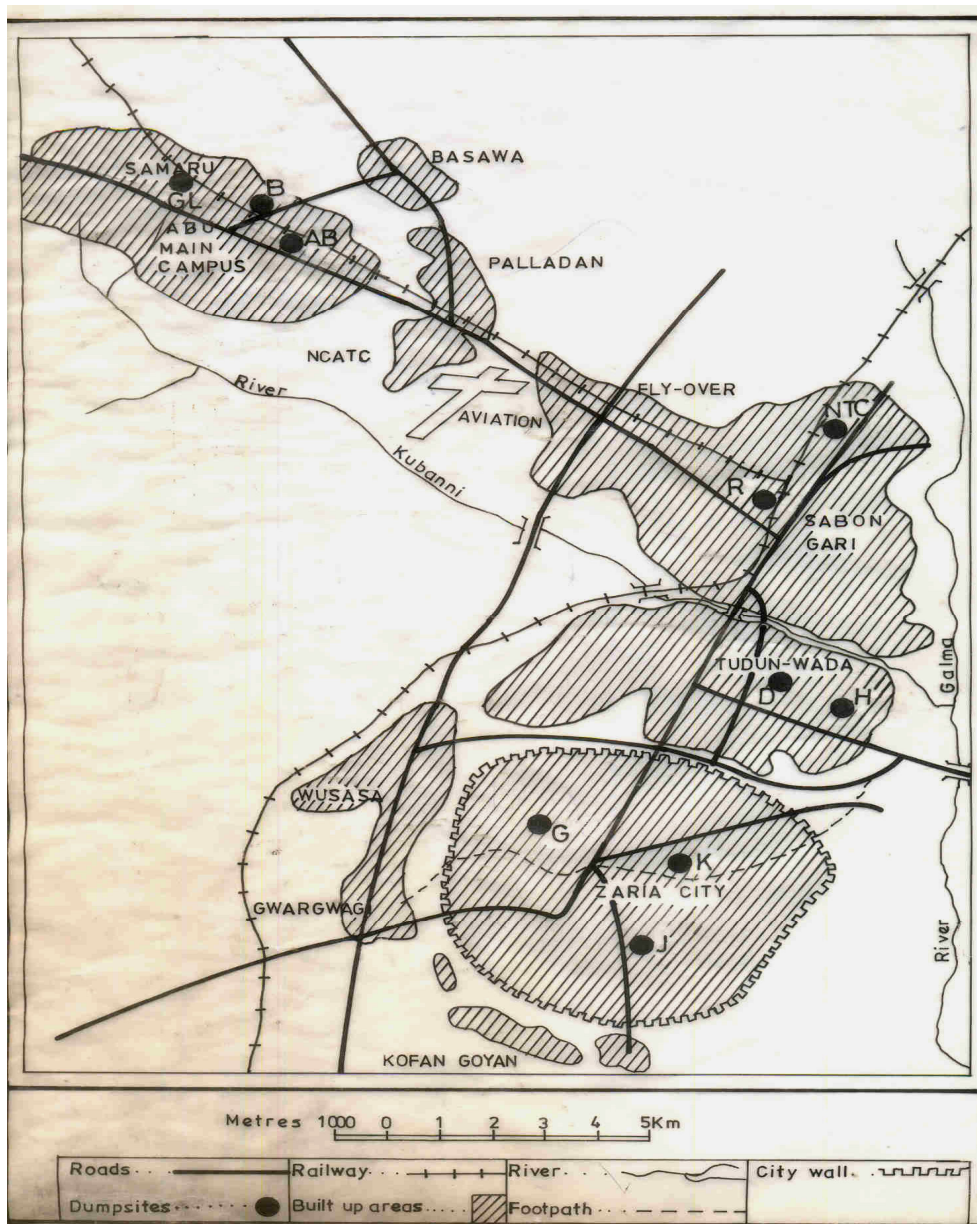 BASAWA
SAMARU
B
GL
ABU
MAIN
CAMPUS
AB
PALLADAN
NCATC
River
Kubanni
AVIATION
FLY-OVER
NTC
R
SABON
GARI
TUDUN-WADA
D
H
Galma
River
WUSASA
G
K
ZARIA CITY
GWARGWAGI
J
KOFAN GOYAN
Metres 1000 0 1 2 3 4 5Km
Roads Railway River City wall
Dumpsites Built up areas Footpath